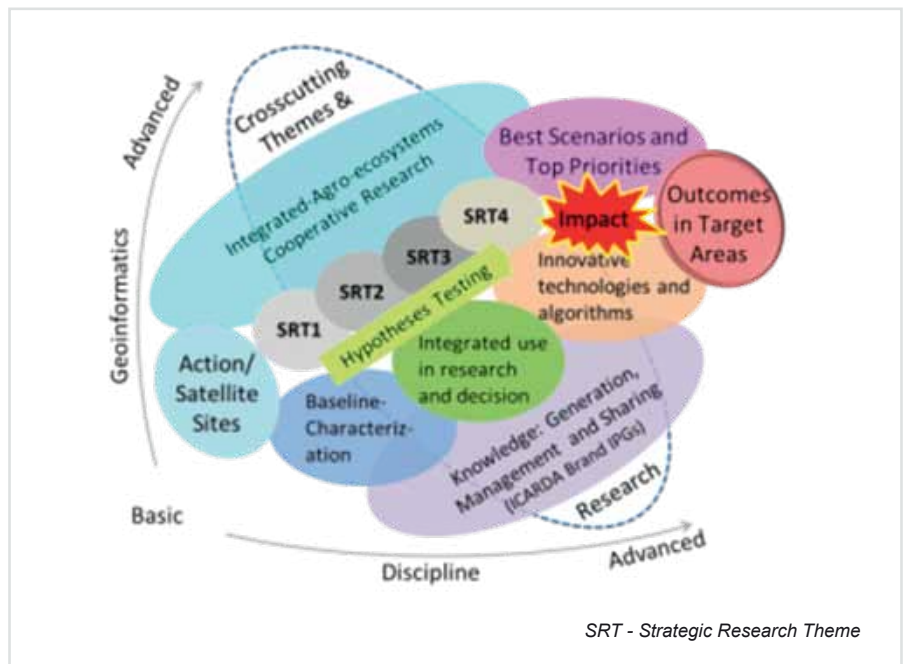 Advanced
Crosscutting
Themes &
Integrated-Agro-ecosystems
Cooperative Research
Best Scenarios and
Top Priorities
Impact
Outcomes
in Target
Areas
SRT4
SRT3
SRT2
SRT1
Hypotheses Testing
Innovative
technologies and
algorithms
Geoinformatics
Action/
Satellite
Sites
Integrated use
in research
and decision
Baseline-
Characteriz-
ation
Knowledge: Generation,
Management and Sharing
(ICARDA Brand IPGs)
Research
Basic
Discipline
Advanced
SRT - Strategic Research Theme